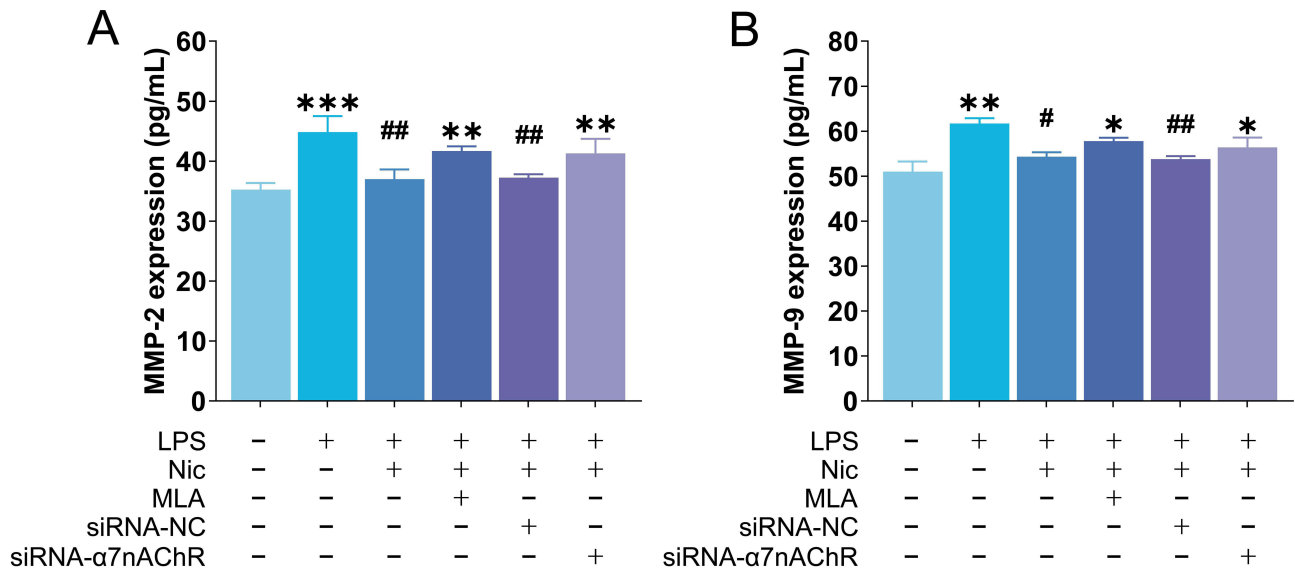 A
MMP-2 expression (pg/mL)
60
50
40
30
20
10
0
*** ## ** ## **
LPS − + + + + +
Nic − − + + + +
MLA − − − + − −
siRNA-NC − − − − + −
siRNA-α7nAChR − − − − − +
B
MMP-9 expression (pg/mL)
80
70
60
50
40
30
20
10
0
** # * ## *
LPS − + + + + +
Nic − − + + + +
MLA − − − + − −
siRNA-NC − − − − + −
siRNA-α7nAChR − − − − − +